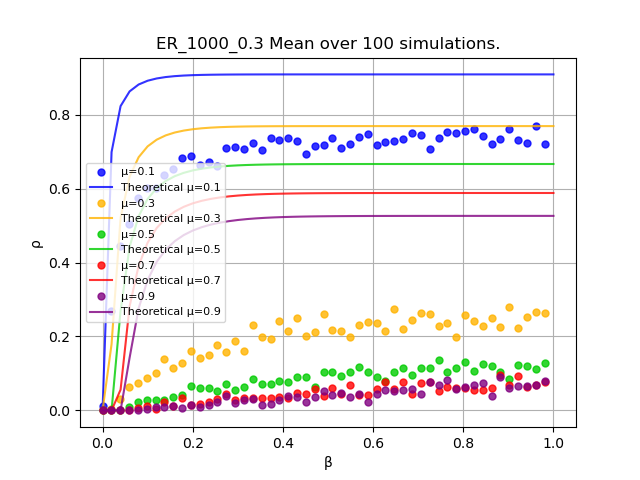 ER_1000_0.3 Mean over 100 simulations.
ρ
0.8
0.6
0.4
0.2
0.0
μ=0.1
Theoretical μ=0.1
μ=0.3
Theoretical μ=0.3
μ=0.5
Theoretical μ=0.5
μ=0.7
Theoretical μ=0.7
μ=0.9
Theoretical μ=0.9
0.0 0.2 0.4 0.6 0.8 1.0
β